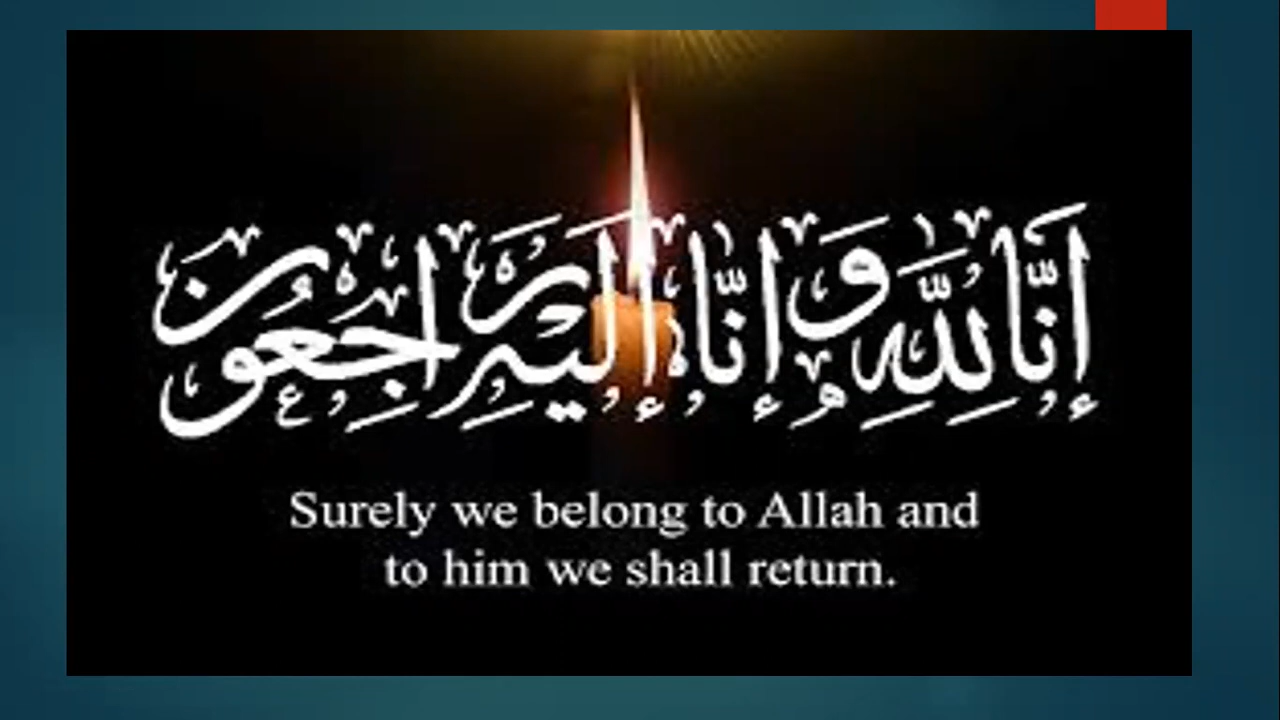 إِنَّا لِلَّهِ وَإِنَّا إِلَيْهِ رَاجِعُونَ
Surely we belong to Allah and
to him we shall return.